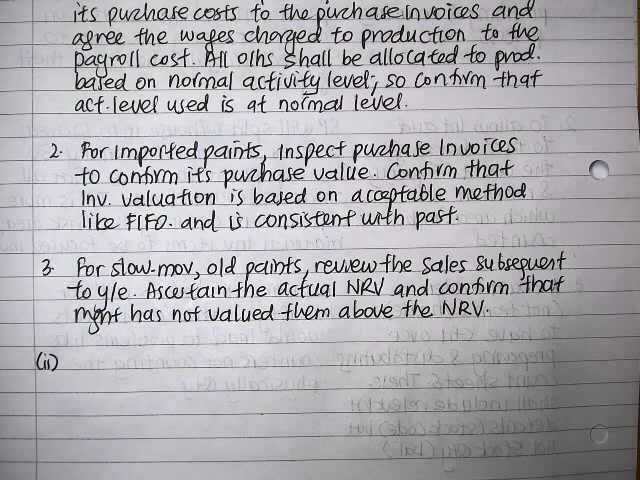 its purchase costs to the purchase invoices and
agree the wages charged to production to the
payroll cost. All o/hs shall be allocated to prod.
based on normal activity level; so confirm that
act. level used is at normal level.
2. For imported paints, inspect purchase invoices
to confirm its purchase value. Confirm that
Inv. valuation is based on acceptable method
like FIFO. and is consistent with past.
3. For slow-mov, old paints, review the sales subsequent
to y/e. Ascertain the actual NRV and confirm that
mgnt has not valued them above the NRV.
(ii)